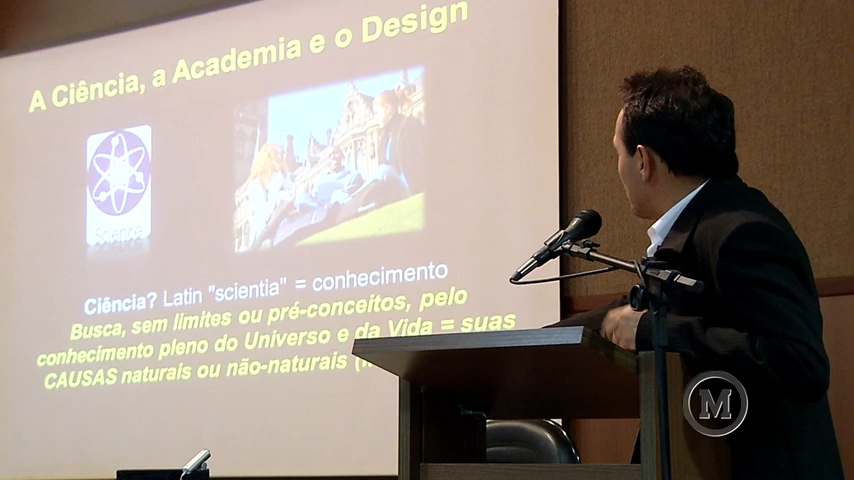 A Ciência, a Academia e o Design
Science
Ciência? Latin "scientia" = conhecimento
Busca, sem limites ou pré-conceitos, pelo
conhecimento pleno do Universo e da Vida = suas
CAUSAS naturais ou não-naturais
M